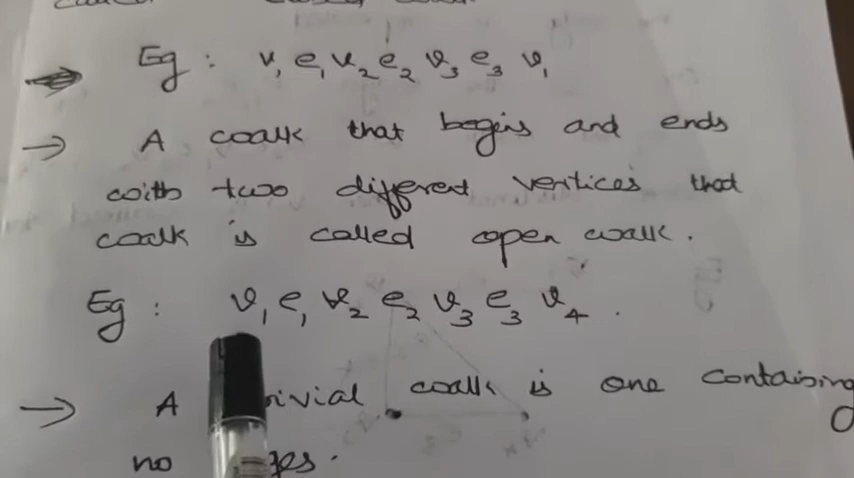 Eg : v₁ e₁ v₂ e₂ v₃ e₃ v₁
→ A walk that begins and ends
with two different vertices that
walk is called open walk.
Eg : v₁ e₁ v₂ e₂ v₃ e₃ v₄ .
→ A walk is one containing
no